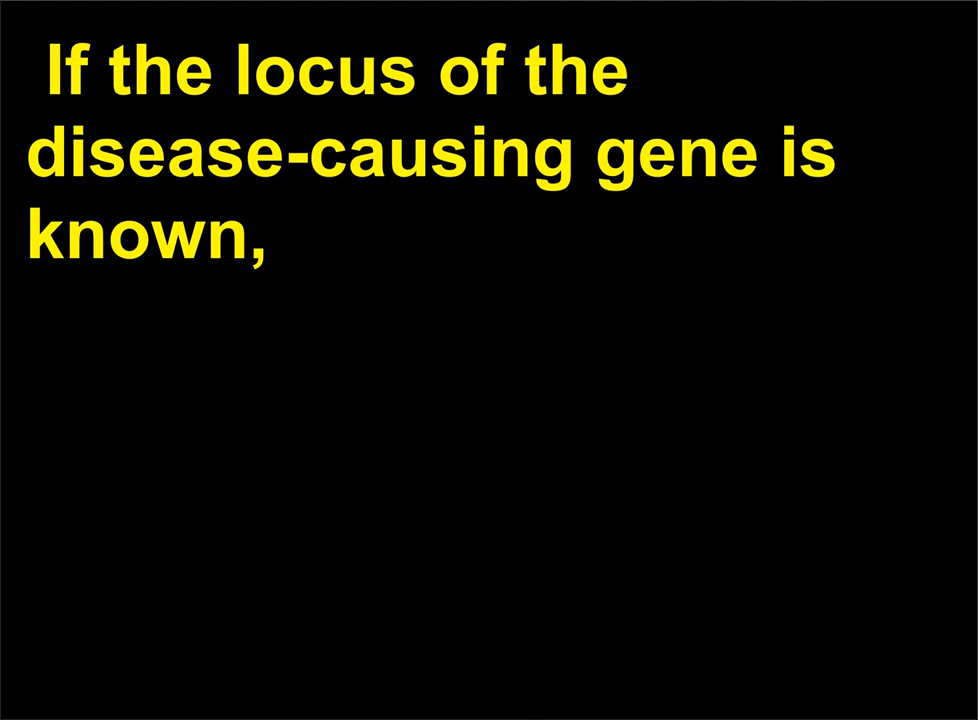 If the locus of the
disease-causing gene is
known,